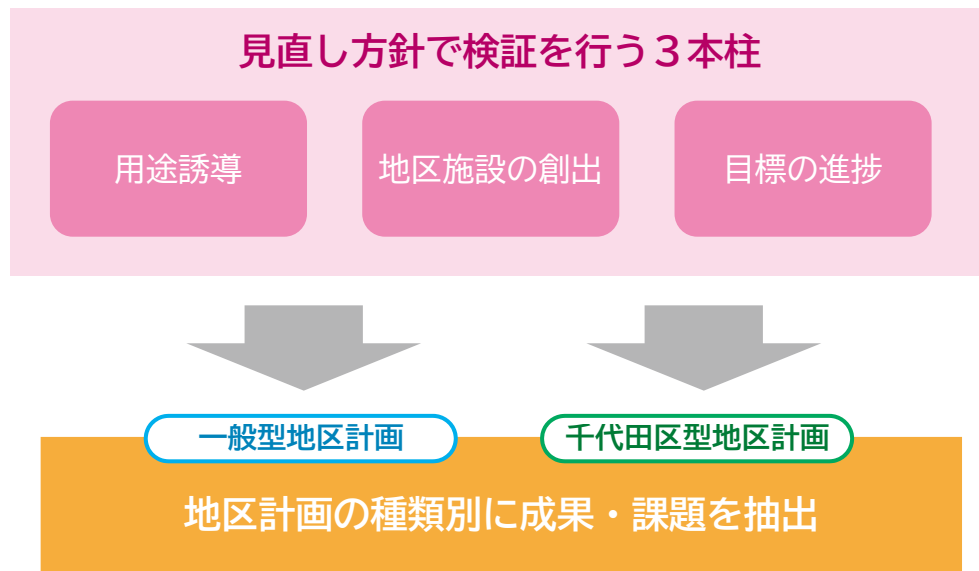 見直し方針で検証を行う３本柱
用途誘導
地区施設の創出
目標の進捗
一般型地区計画
千代田区型地区計画
地区計画の種類別に成果・課題を抽出